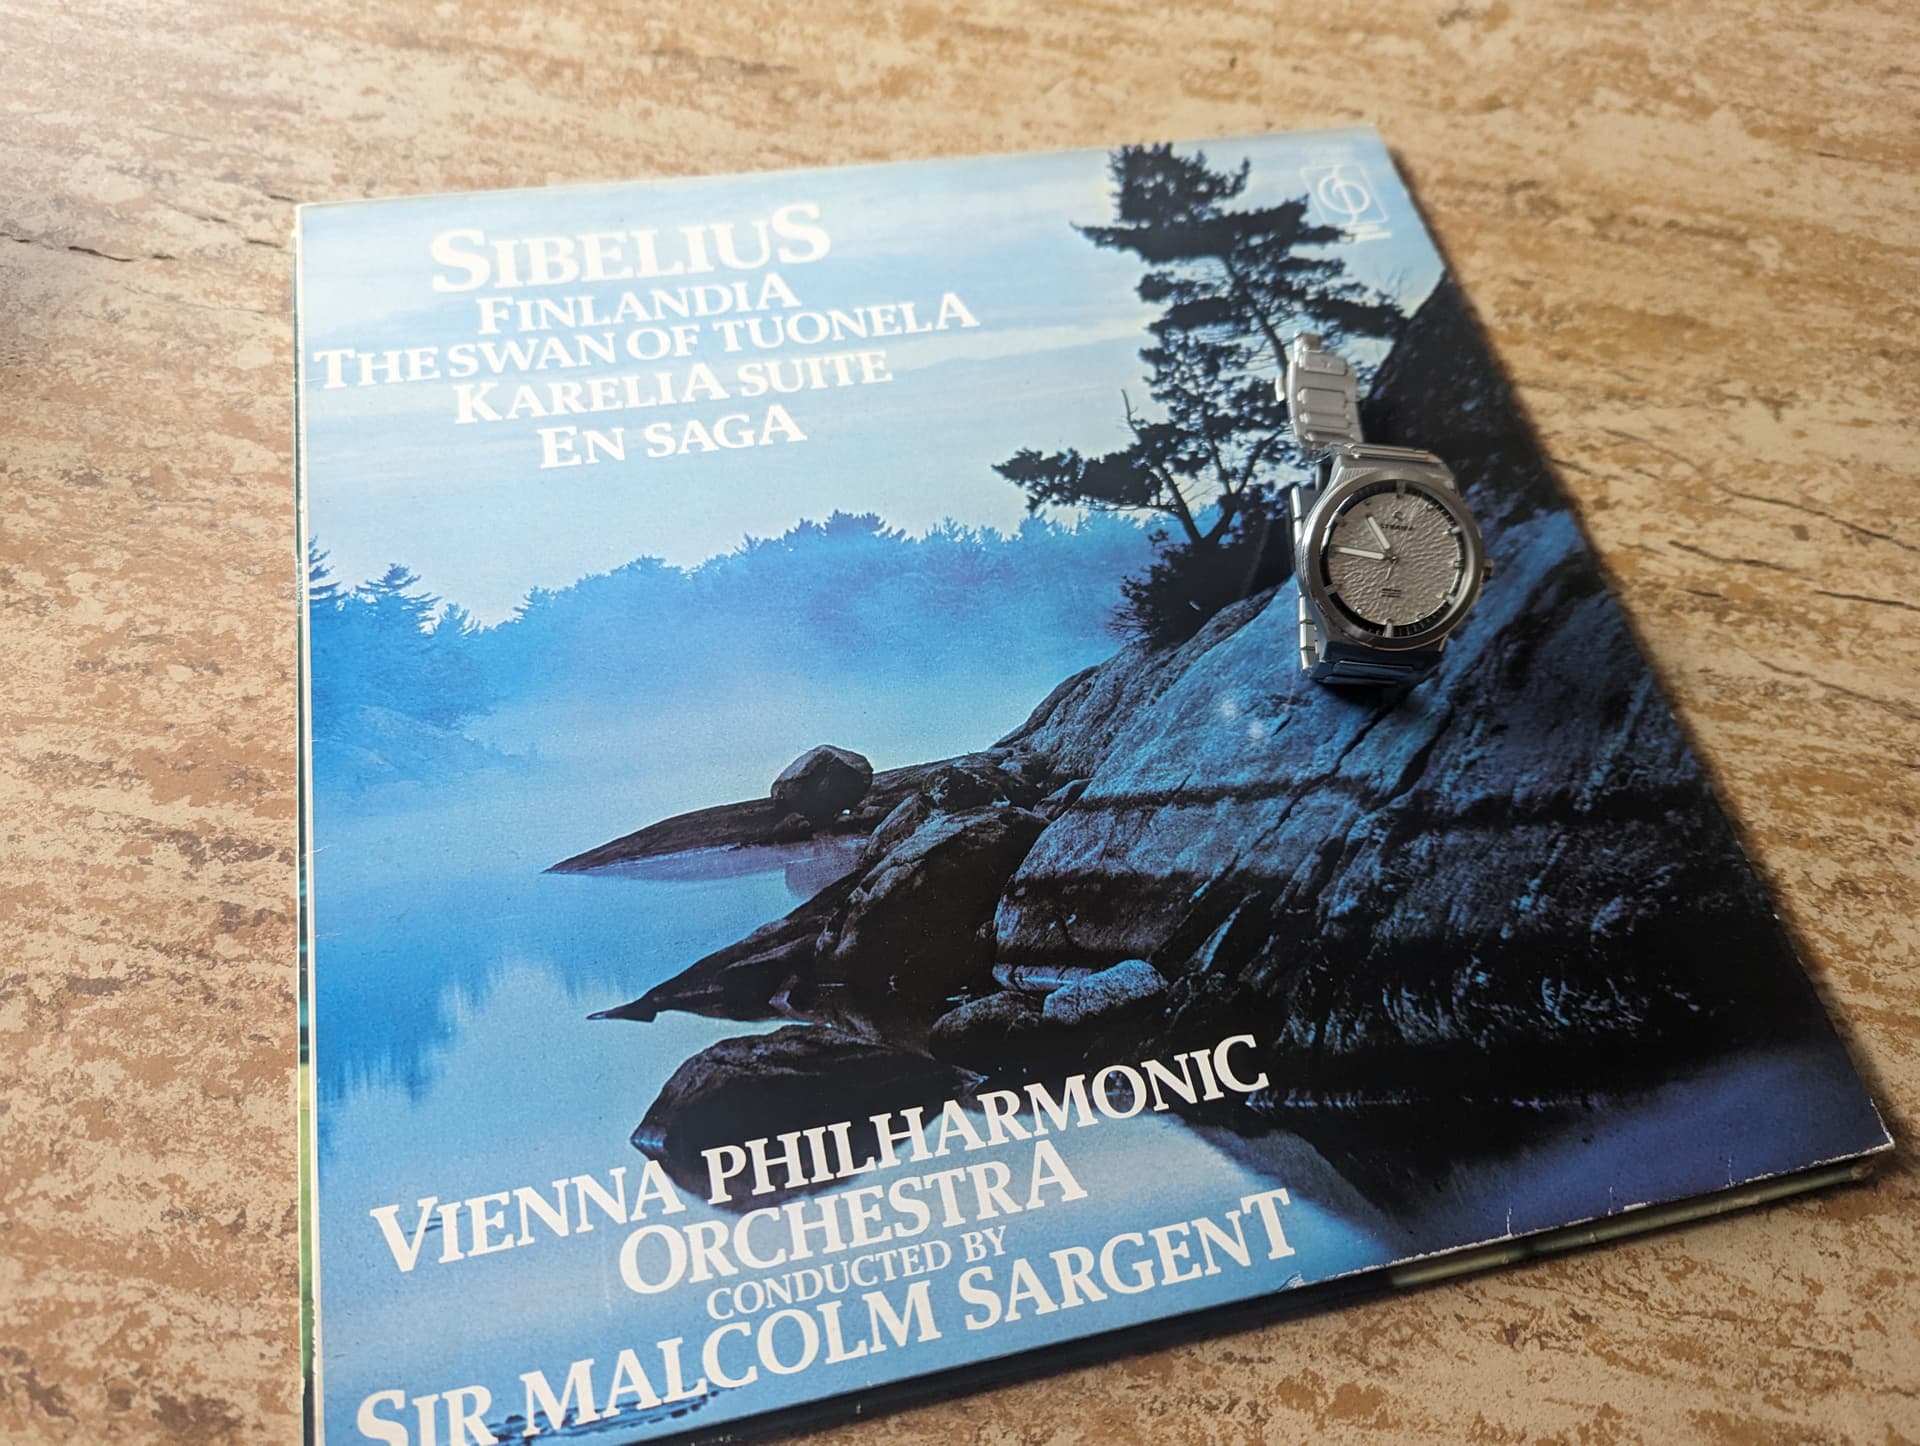 SIBELIUS
FINLANDIA
THE SWAN OF TUONELA
KARELIA SUITE
EN SAGA
VIENNA PHILHARMONIC
ORCHESTRA
CONDUCTED BY
SIR MALCOLM SARGENT